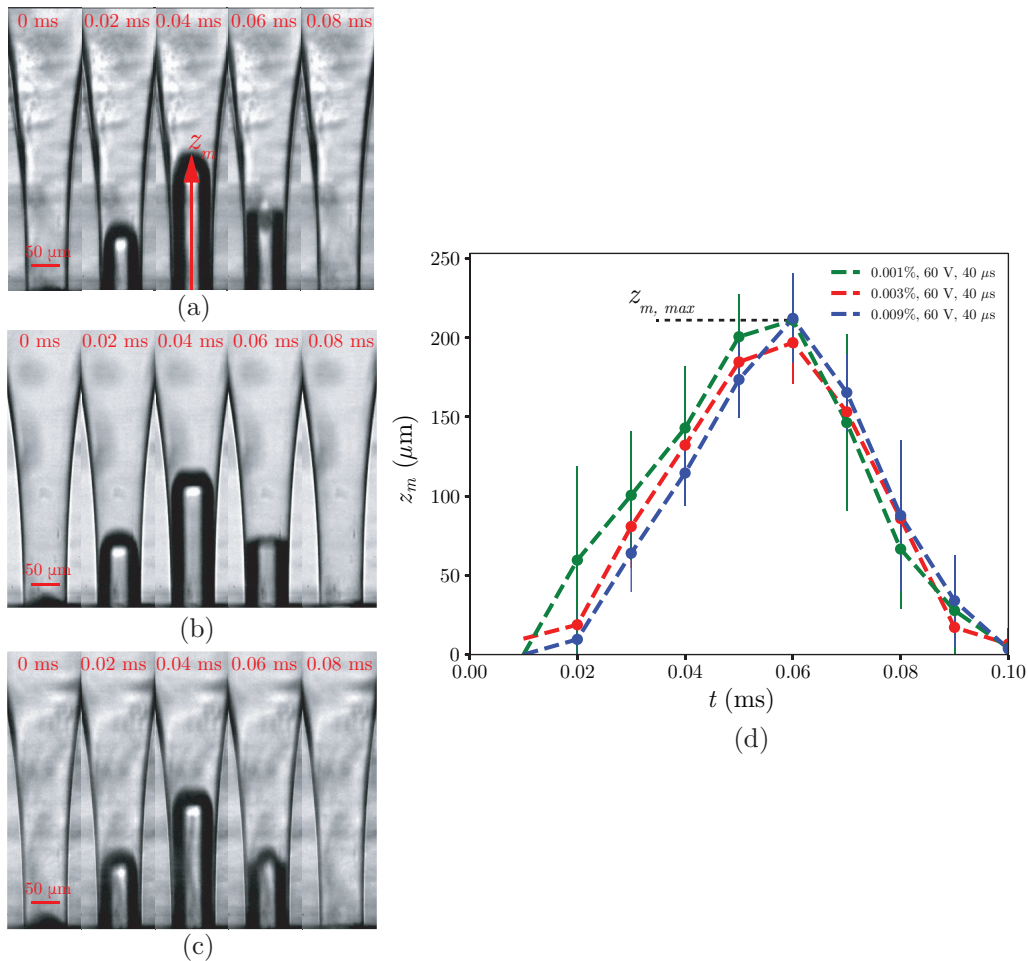 0 ms 0.02 ms 0.04 ms 0.06 ms 0.08 ms
z_m
50 μm
(a)
0 ms 0.02 ms 0.04 ms 0.06 ms 0.08 ms
50 μm
(b)
0 ms 0.02 ms 0.04 ms 0.06 ms 0.08 ms
50 μm
(c)
250
200
150
100
50
0
z_m (μm)
z_{m, max}
0.001%, 60 V, 40 μs
0.003%, 60 V, 40 μs
0.009%, 60 V, 40 μs
0.00 0.02 0.04 0.06 0.08 0.10
t (ms)
(d)